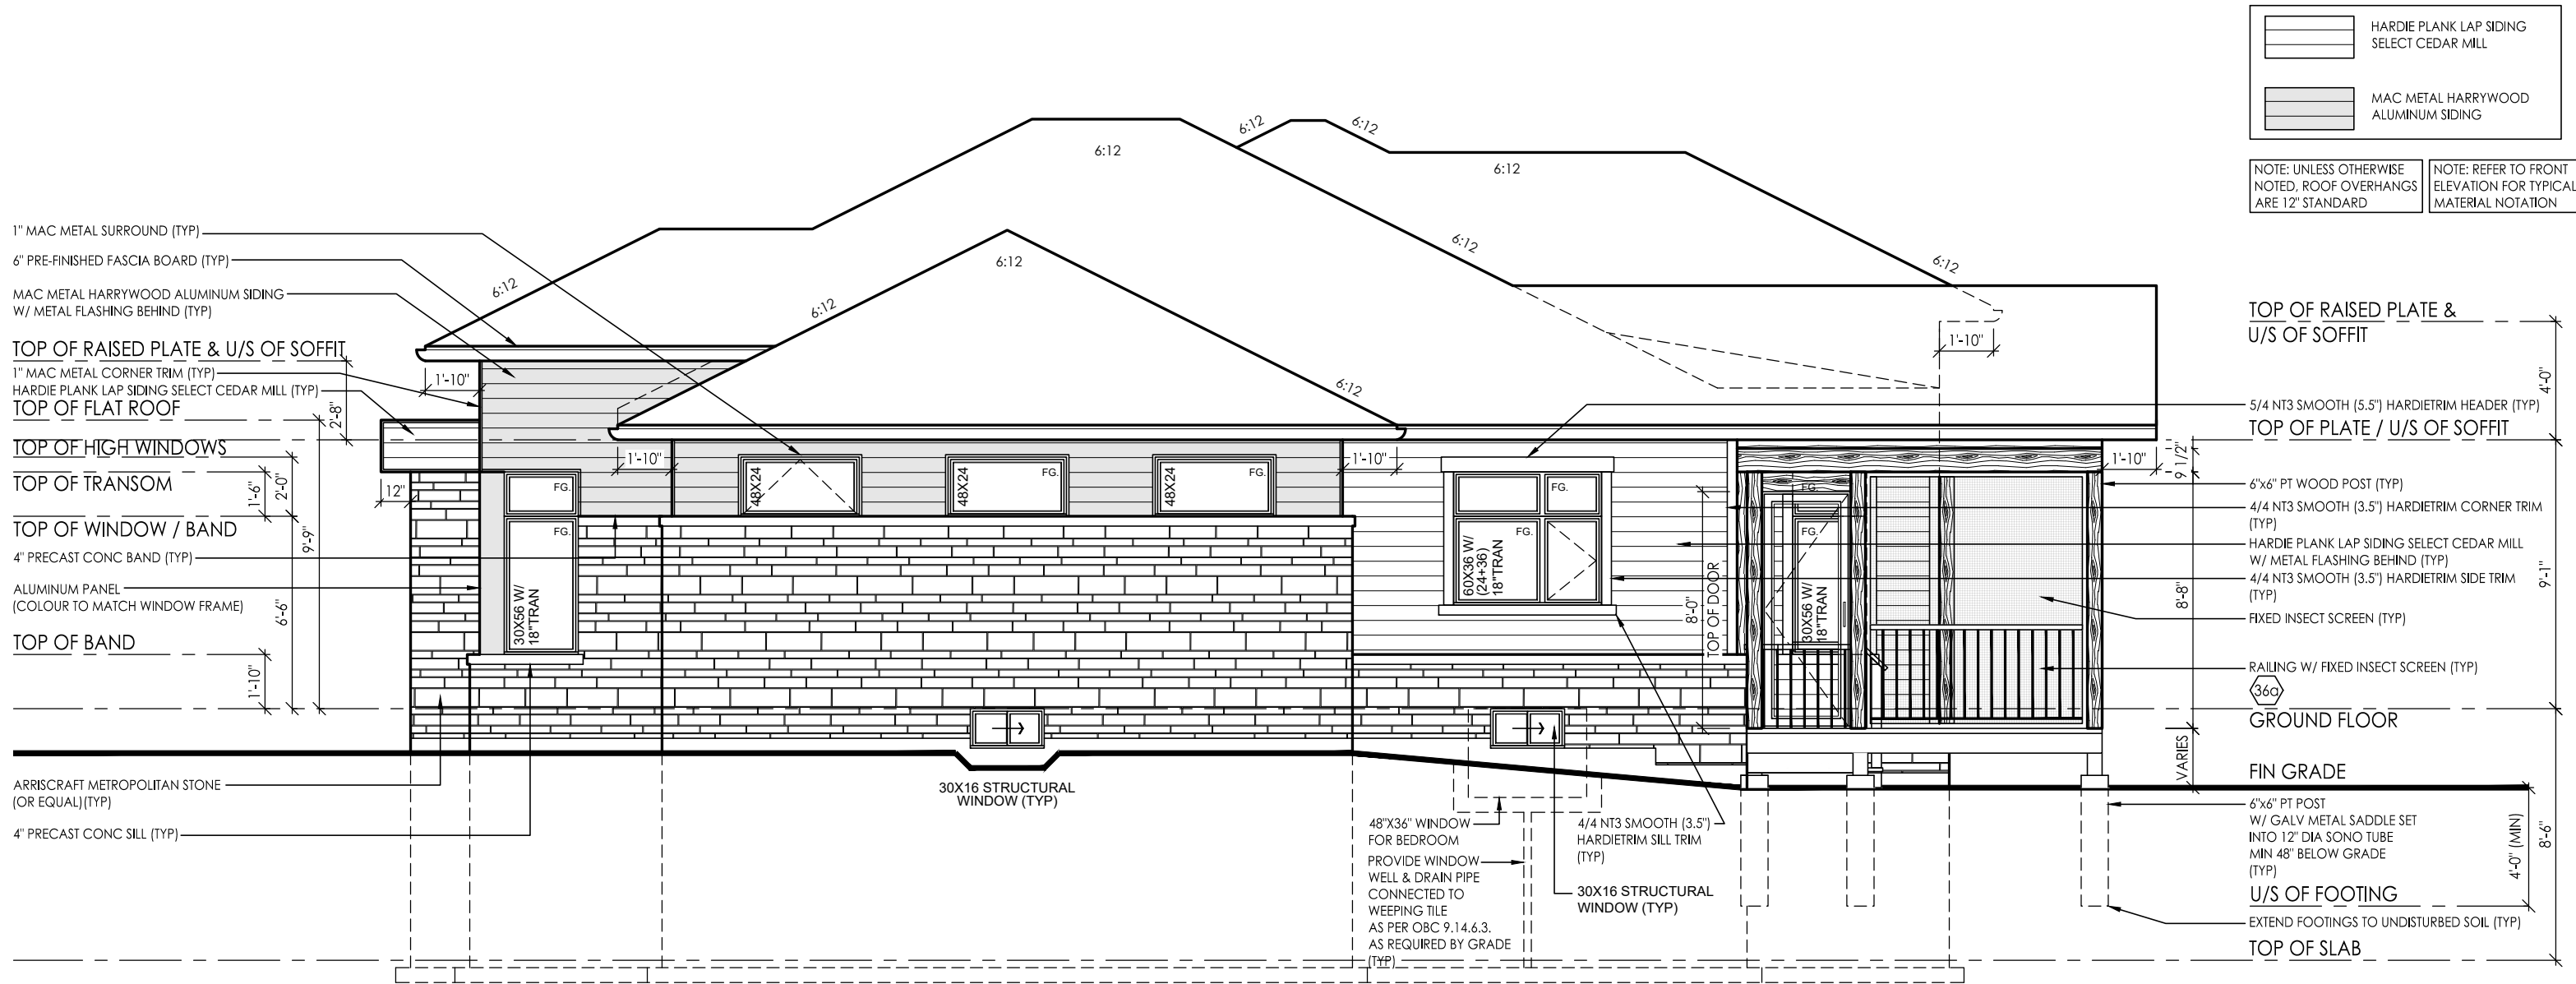 HARDIE PLANK LAP SIDING
SELECT CEDAR MILL
MAC METAL HARRYWOOD
ALUMINUM SIDING
NOTE: UNLESS OTHERWISE
NOTED, ROOF OVERHANGS
ARE 12" STANDARD
NOTE: REFER TO FRONT
ELEVATION FOR TYPICAL
MATERIAL NOTATION
1" MAC METAL SURROUND (TYP)
6" PRE-FINISHED FASCIA BOARD (TYP)
MAC METAL HARRYWOOD ALUMINUM SIDING
W/ METAL FLASHING BEHIND (TYP)
TOP OF RAISED PLATE & U/S OF SOFFIT
1" MAC METAL CORNER TRIM (TYP)
HARDIE PLANK LAP SIDING SELECT CEDAR MILL (TYP)
TOP OF FLAT ROOF
TOP OF HIGH WINDOWS
TOP OF TRANSOM
TOP OF WINDOW / BAND
4" PRECAST CONC BAND (TYP)
ALUMINUM PANEL
(COLOUR TO MATCH WINDOW FRAME)
TOP OF BAND
ARRISCRAFT METROPOLITAN STONE
(OR EQUAL)(TYP)
4" PRECAST CONC SILL (TYP)
2'-8"
1'-6"
2'-0"
9'-9"
6'-6"
1'-10"
1'-10"
12"
6:12
6:12
6:12
6:12
6:12
6:12
6:12
6:12
6:12
6:12
1'-10"
1'-10"
48X24
FG.
48X24
FG.
48X24
FG.
FG.
FG.
30X56 W/
18"TRAN
FG.
FG.
60X36 W/
(24+36)
18"TRAN
8'-0"
TOP OF DOOR
FG.
FG.
30X56 W/
18"TRAN
1'-10"
1'-10"
30X16 STRUCTURAL
WINDOW (TYP)
48"X36" WINDOW
FOR BEDROOM
PROVIDE WINDOW
WELL & DRAIN PIPE
CONNECTED TO
WEEPING TILE
AS PER OBC 9.14.6.3.
AS REQUIRED BY GRADE
(TYP)
4/4 NT3 SMOOTH (3.5")
HARDIETRIM SILL TRIM
(TYP)
30X16 STRUCTURAL
WINDOW (TYP)
9 1/2"
8'-8"
VARIES
TOP OF RAISED PLATE &
U/S OF SOFFIT
5/4 NT3 SMOOTH (5.5") HARDIETRIM HEADER (TYP)
TOP OF PLATE / U/S OF SOFFIT
6"x6" PT WOOD POST (TYP)
4/4 NT3 SMOOTH (3.5") HARDIETRIM CORNER TRIM
(TYP)
HARDIE PLANK LAP SIDING SELECT CEDAR MILL
W/ METAL FLASHING BEHIND (TYP)
4/4 NT3 SMOOTH (3.5") HARDIETRIM SIDE TRIM
(TYP)
FIXED INSECT SCREEN (TYP)
RAILING W/ FIXED INSECT SCREEN (TYP)
36a
GROUND FLOOR
FIN GRADE
6"x6" PT POST
W/ GALV METAL SADDLE SET
INTO 12" DIA SONO TUBE
MIN 48" BELOW GRADE
(TYP)
U/S OF FOOTING
EXTEND FOOTINGS TO UNDISTURBED SOIL (TYP)
TOP OF SLAB
4'-0"
9'-1"
4'-0" (MIN)
8'-6"